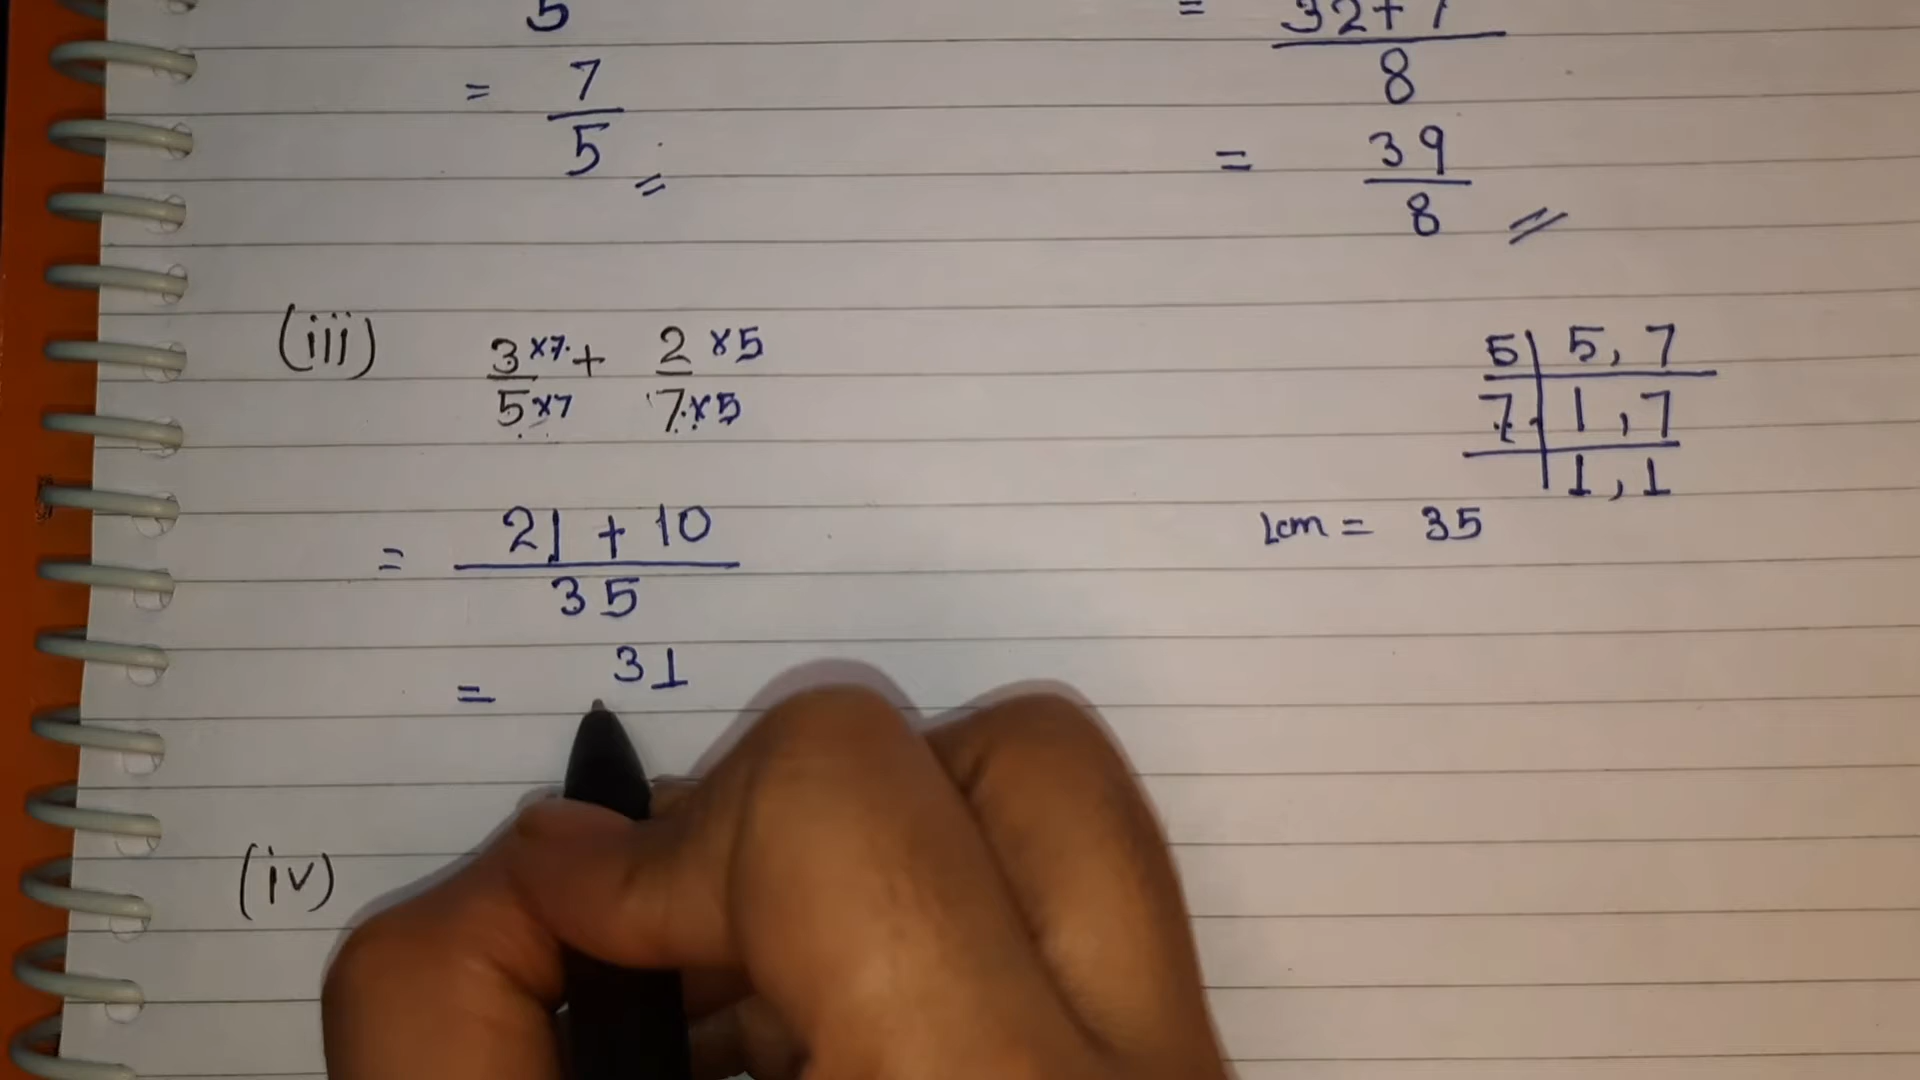 5
= 7/5 =
= 32+7/8
= 39/8 //
(iii) 3×7/5×7 + 2×5/7×5
= 21 + 10/35
= 31
5 | 5, 7
7 | 1, 7
1, 1
Lcm = 35
(iv)